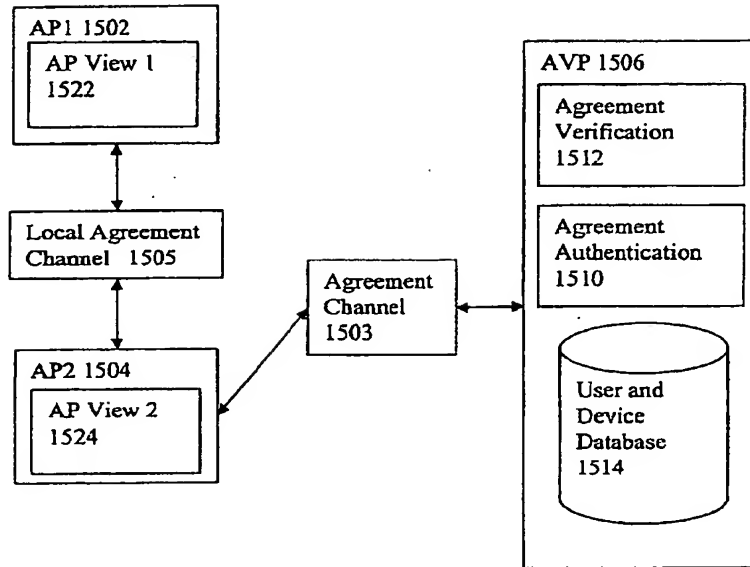 AP1 1502
AP View 1
1522
Local Agreement
Channel 1505
AP2 1504
AP View 2
1524
Agreement
Channel
1503
AVP 1506
Agreement
Verification
1512
Agreement
Authentication
1510
User and
Device
Database
1514